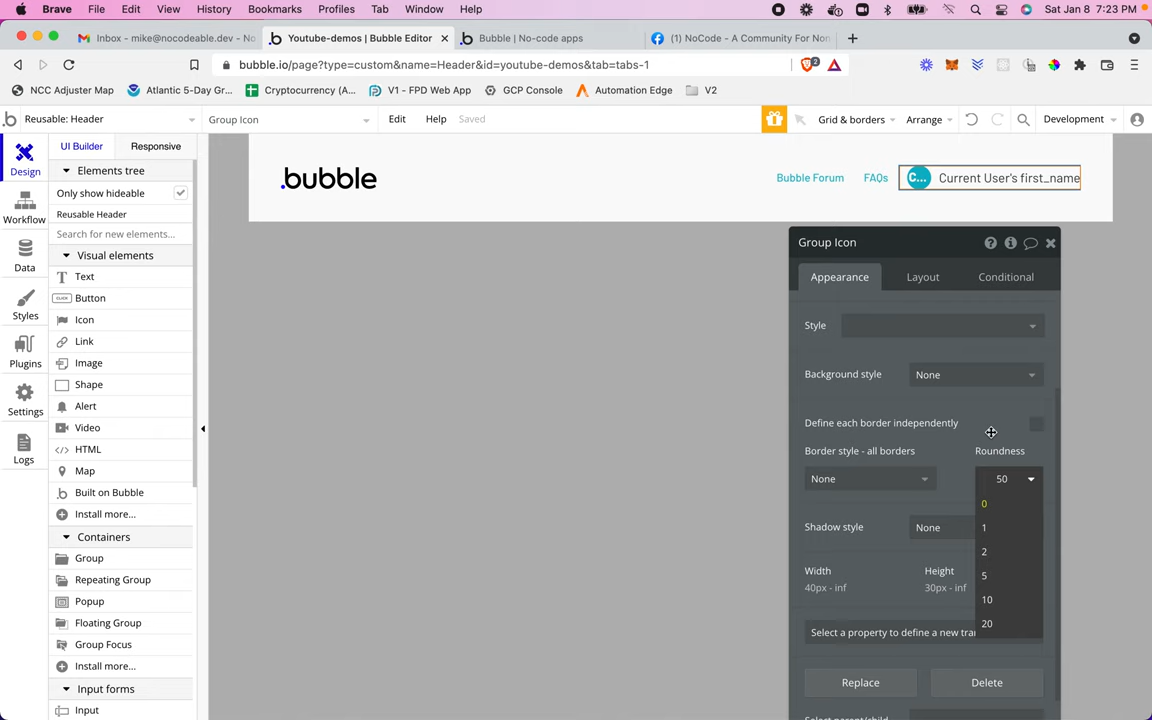 Brave File Edit View History Bookmarks Profiles Tab Window Help Sat Jan 8 7:23 PM
Inbox - mike@nocodeable.dev - No
Youtube-demos | Bubble Editor
Bubble | No-code apps
(1) NoCode - A Community For Non
bubble.io/page?type=custom&name=Header&id=youtube-demos&tab=tabs-1
2
NCC Adjuster Map
Atlantic 5-Day Gr...
Cryptocurrency (A...
V1 - FPD Web App
GCP Console
Automation Edge
V2
Reusable: Header
Group Icon
Edit
Help
Saved
Grid & borders
Arrange
Development
Design
Workflow
Data
Styles
Plugins
Settings
Logs
UI Builder
Responsive
Elements tree
Only show hideable
Reusable Header
Search for new elements...
Visual elements
Text
CLICK
Button
Icon
Link
Image
Shape
Alert
Video
HTML
Map
Built on Bubble
Install more...
Containers
Group
Repeating Group
Popup
Floating Group
Group Focus
Install more...
Input forms
Input
.bubble
Bubble Forum
FAQs
C...
Current User's first_name
Group Icon
Appearance
Layout
Conditional
Style
Background style
None
Define each border independently
Border style - all borders
Roundness
None
50
0
1
2
5
10
20
Shadow style
None
Width
Height
40px - inf
30px - inf
Select a property to define a new tran
Replace
Delete
Select parent/child